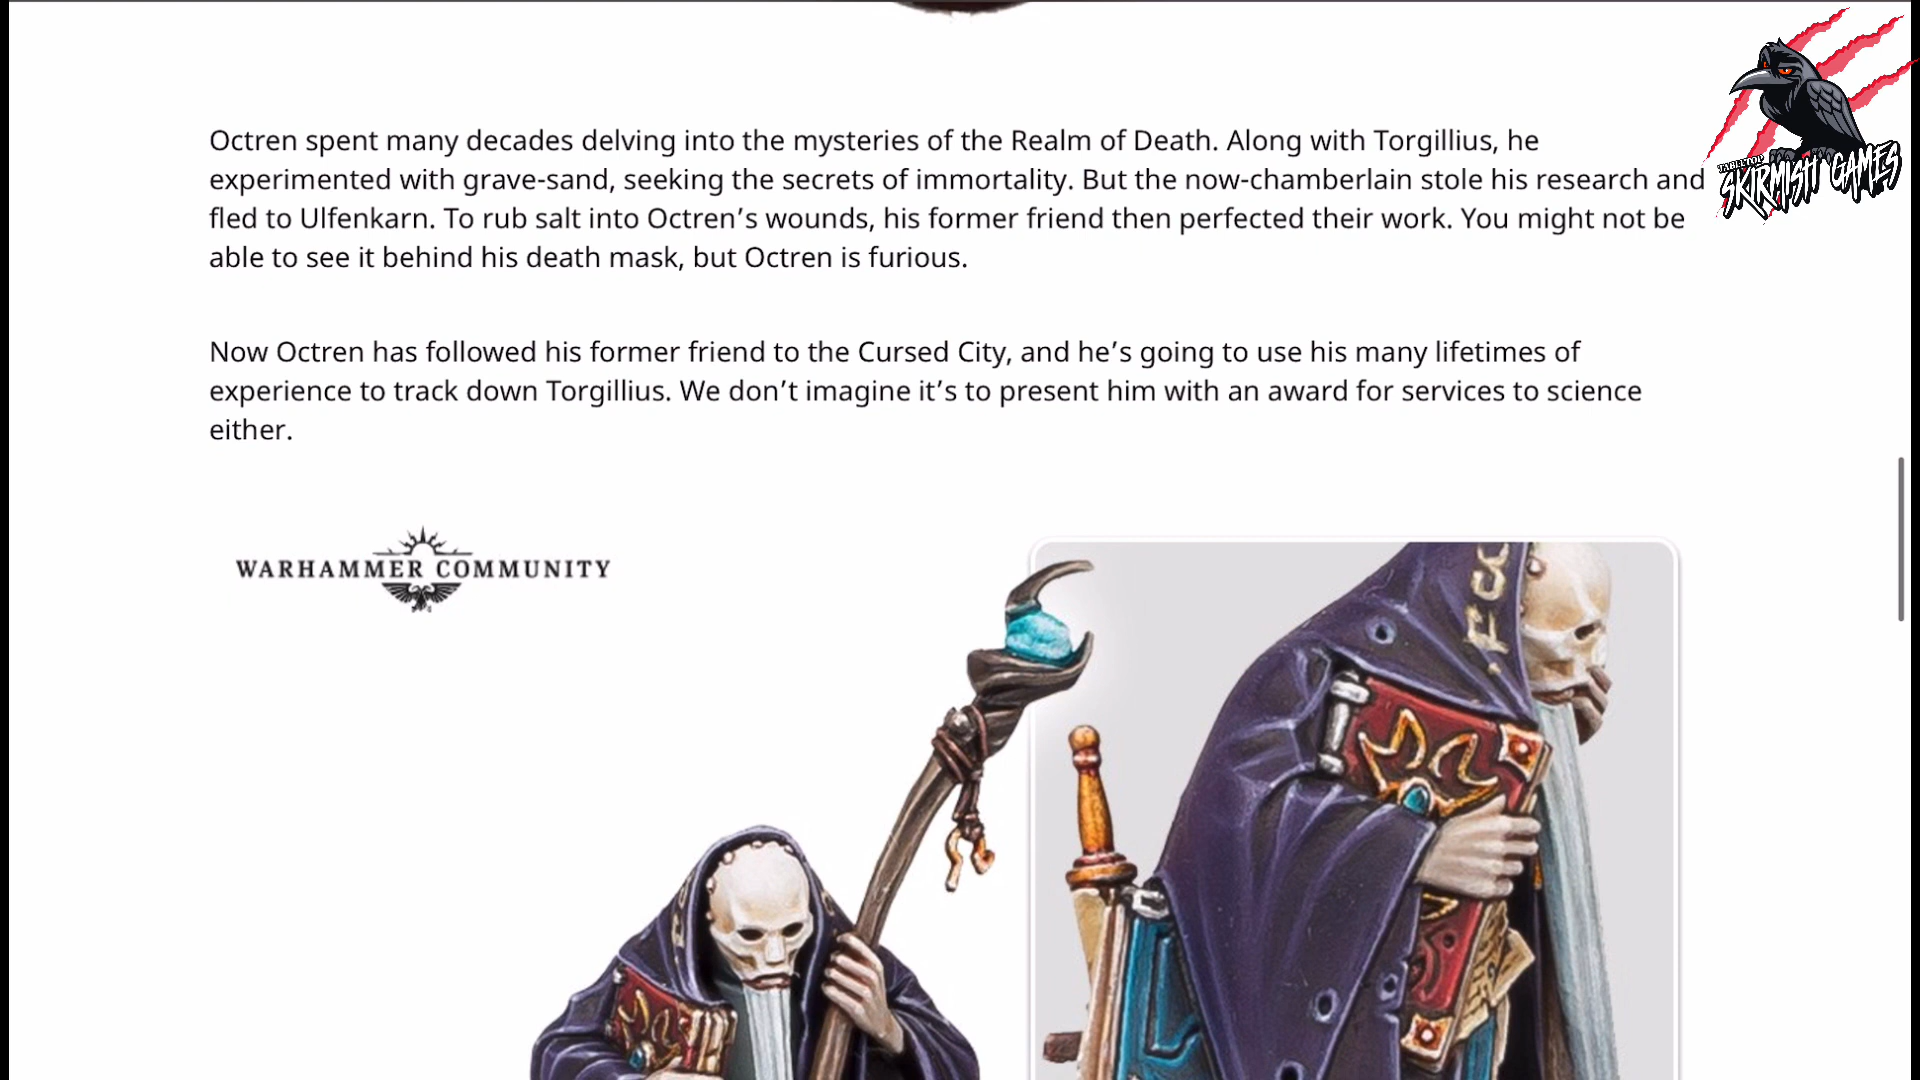 TABLETOP
SKIRMISH GAMES
Octren spent many decades delving into the mysteries of the Realm of Death. Along with Torgillius, he
experimented with grave-sand, seeking the secrets of immortality. But the now-chamberlain stole his research and
fled to Ulfenkarn. To rub salt into Octren’s wounds, his former friend then perfected their work. You might not be
able to see it behind his death mask, but Octren is furious.
Now Octren has followed his former friend to the Cursed City, and he’s going to use his many lifetimes of
experience to track down Torgillius. We don’t imagine it’s to present him with an award for services to science
either.
WARHAMMER COMMUNITY